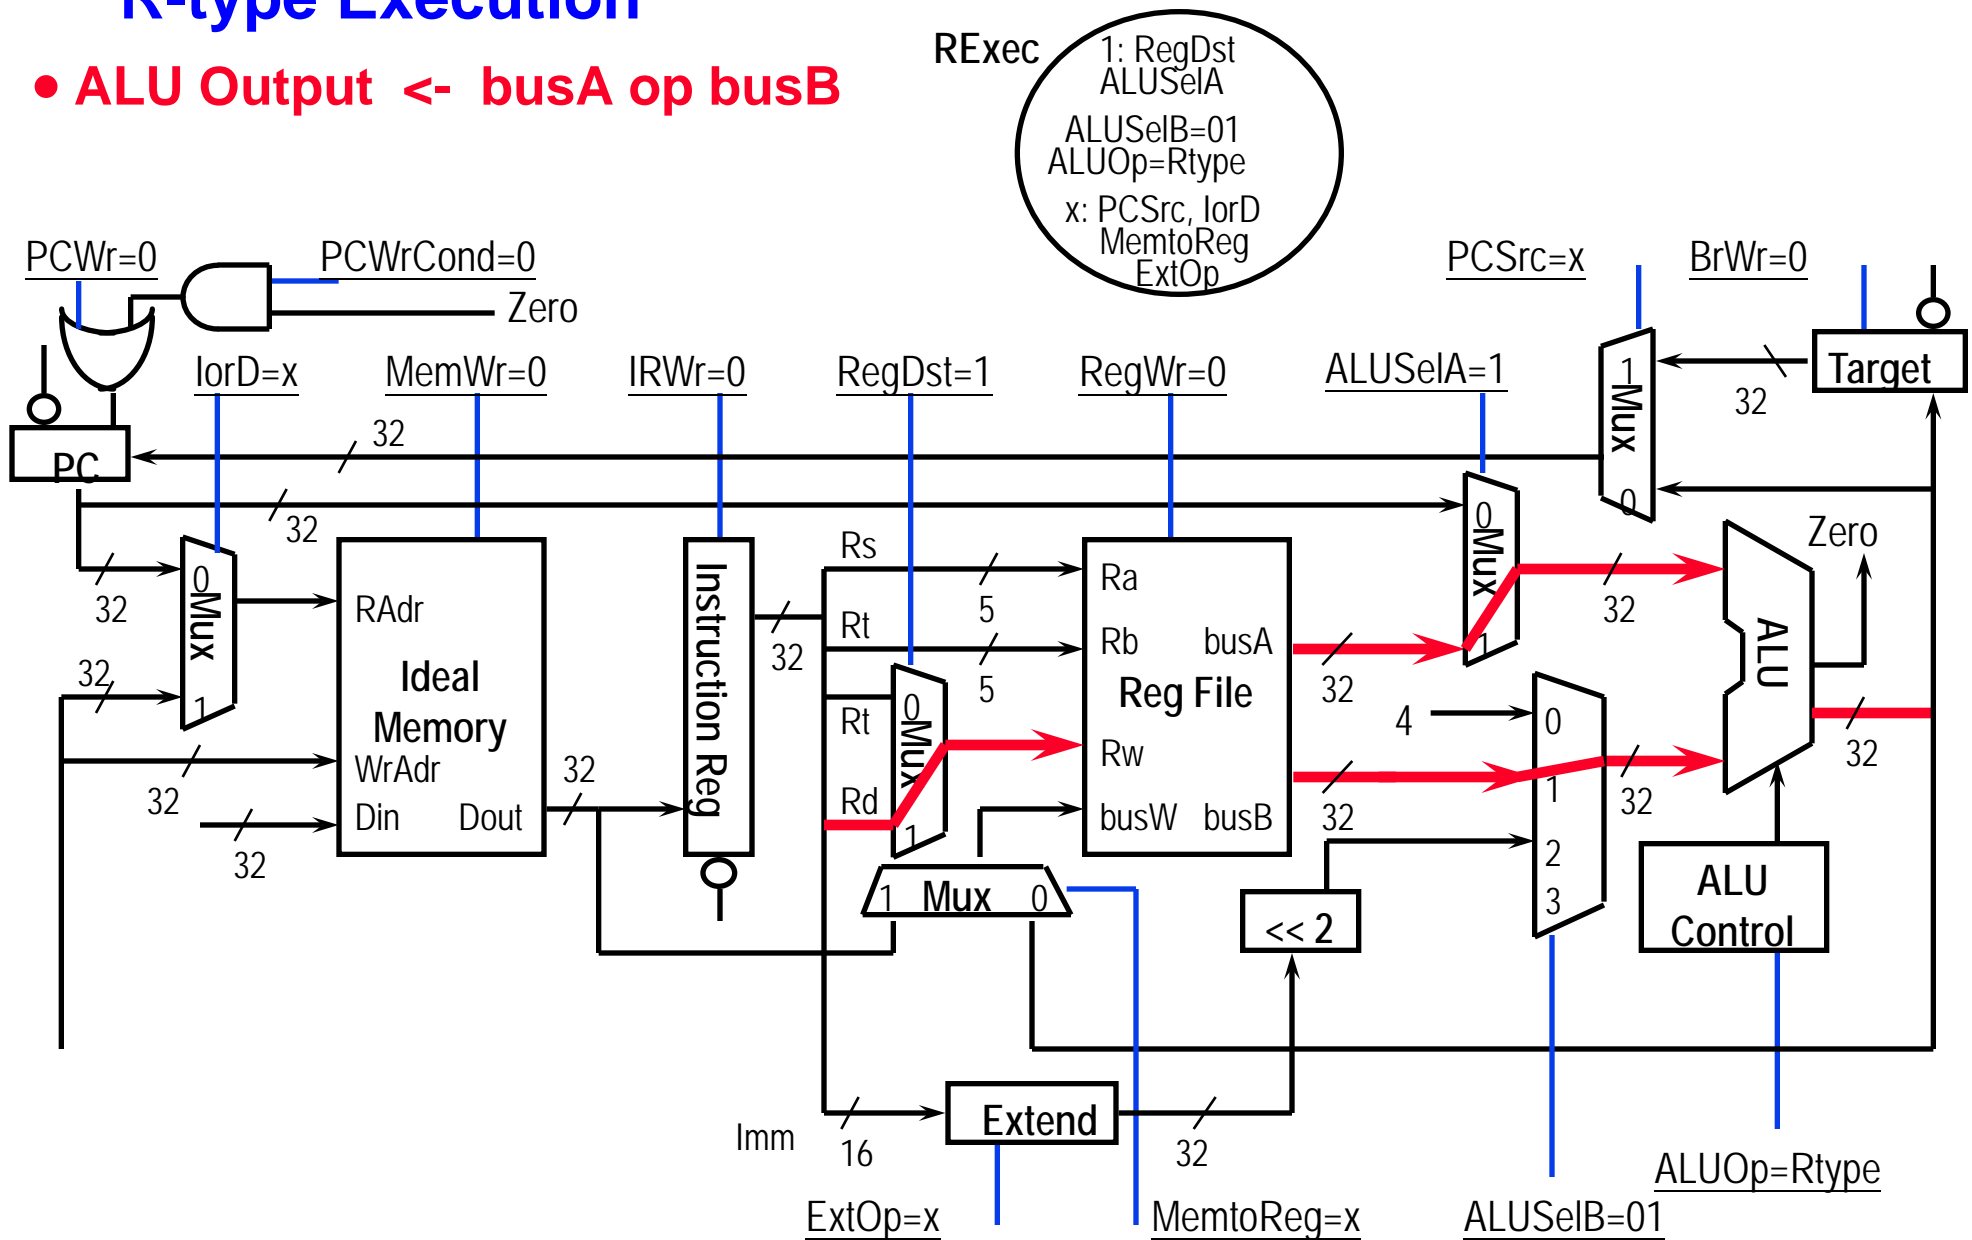 R-type Execution
• ALU Output <- busA op busB
RExec
1: RegDst
ALUSelA
ALUSelB=01
ALUOp=Rtype
x: PCSrc, IorD
MemtoReg
ExtOp
PCWr=0
PCWrCond=0
PCSrc=x
BrWr=0
Zero
IorD=x
MemWr=0
IRWr=0
RegDst=1
RegWr=0
ALUSelA=1
1
Mux
0
32
Target
PC
32
32
0
Mux
1
32
32
32
32
RAdr
Ideal
Memory
WrAdr
Din
Dout
32
Instruction Reg
32
Rs
5
Rt
5
Rt
Rd
0
Mux
1
Ra
Rb
busA
Reg File
Rw
busW
busB
32
32
0
Mux
1
32
4
0
1
2
3
32
Zero
ALU
32
1
Mux
0
<< 2
ALU
Control
Imm
16
Extend
32
ExtOp=x
MemtoReg=x
ALUSelB=01
ALUOp=Rtype